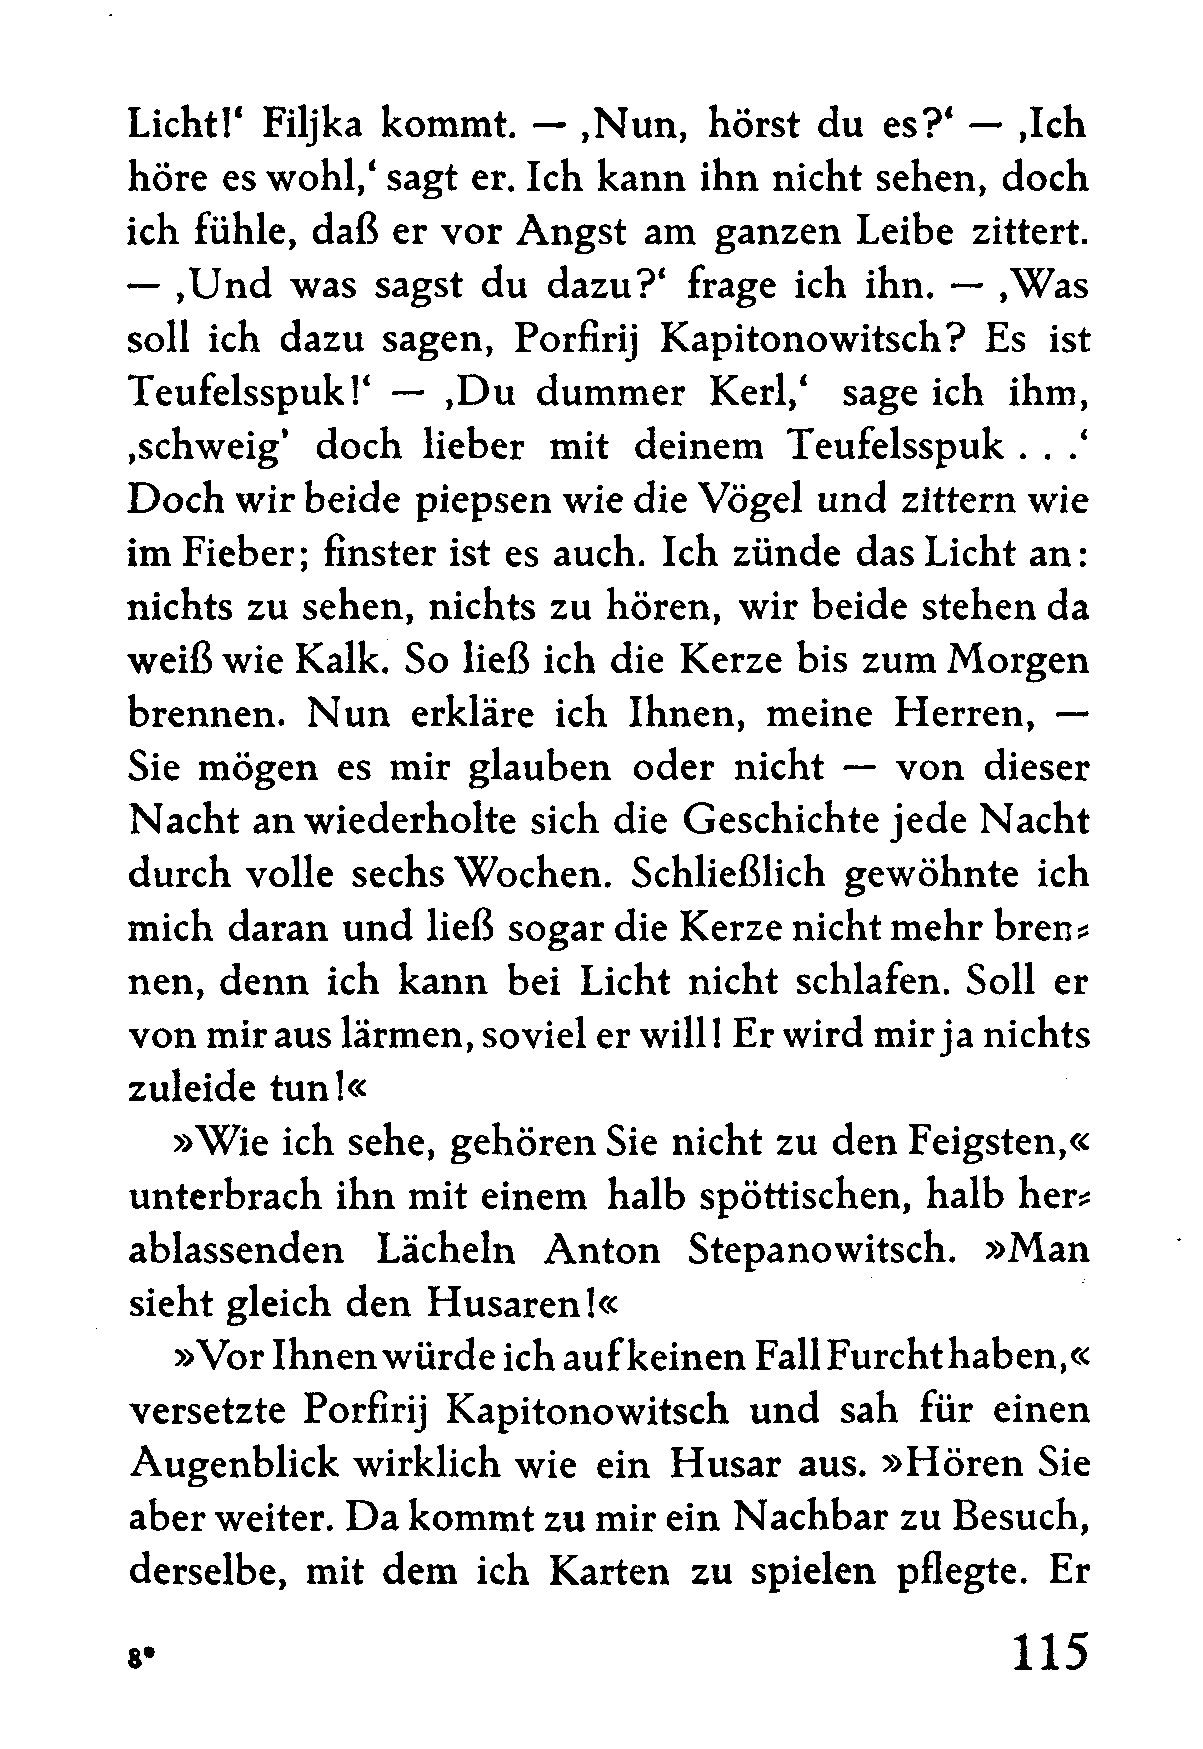 Licht!‘ Filjka kommt. — ‚Nun, hörst du es?‘ — ‚Ich
höre es wohl,‘ sagt er. Ich kann ihn nicht sehen, doch
ich fühle, daß er vor Angst am ganzen Leibe zittert.
— ‚Und was sagst du dazu?‘ frage ich ihn. — ‚Was
soll ich dazu sagen, Porfirij Kapitonowitsch? Es ist
Teufelsspuk!‘ — ‚Du dummer Kerl,‘ sage ich ihm,
‚schweig’ doch lieber mit deinem Teufelsspuk . . .‘
Doch wir beide piepsen wie die Vögel und zittern wie
im Fieber; finster ist es auch. Ich zünde das Licht an:
nichts zu sehen, nichts zu hören, wir beide stehen da
weiß wie Kalk. So ließ ich die Kerze bis zum Morgen
brennen. Nun erkläre ich Ihnen, meine Herren, —
Sie mögen es mir glauben oder nicht — von dieser
Nacht an wiederholte sich die Geschichte jede Nacht
durch volle sechs Wochen. Schließlich gewöhnte ich
mich daran und ließ sogar die Kerze nicht mehr bren⸗
nen, denn ich kann bei Licht nicht schlafen. Soll er
von mir aus lärmen, soviel er will! Er wird mir ja nichts
zuleide tun!«
»Wie ich sehe, gehören Sie nicht zu den Feigsten,«
unterbrach ihn mit einem halb spöttischen, halb her⸗
ablassenden Lächeln Anton Stepanowitsch. »Man
sieht gleich den Husaren!«
»Vor Ihnen würde ich auf keinen Fall Furcht haben,«
versetzte Porfirij Kapitonowitsch und sah für einen
Augenblick wirklich wie ein Husar aus. »Hören Sie
aber weiter. Da kommt zu mir ein Nachbar zu Besuch,
derselbe, mit dem ich Karten zu spielen pflegte. Er
8* 115